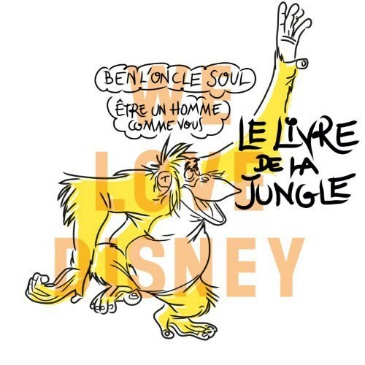 BEN L'ONCLE SOUL
ÊTRE UN HOMME
COMME VOUS
LE LIVRE
DE LA
JUNGLE
WE
LOVE
DISNEY